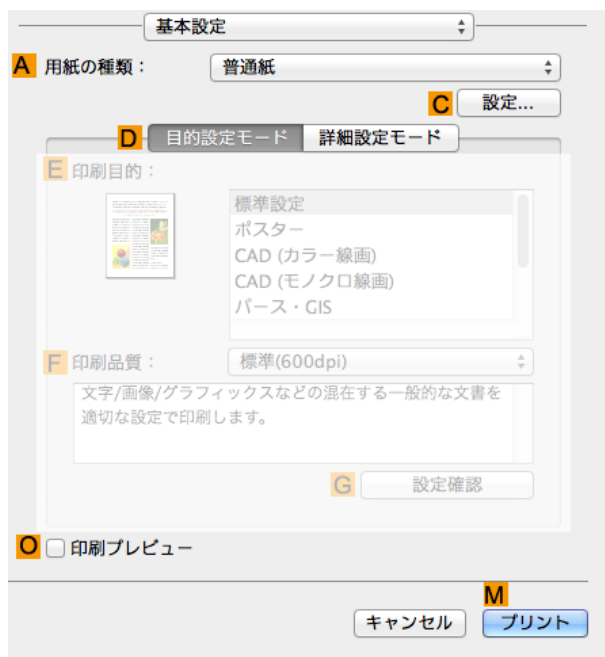 基本設定
A 用紙の種類： 普通紙
C 設定...
D 目的設定モード 詳細設定モード
E 印刷目的：
標準設定
ポスター
CAD (カラー線画)
CAD (モノクロ線画)
パース・GIS
F 印刷品質： 標準(600dpi)
文字/画像/グラフィックスなどの混在する一般的な文書を
適切な設定で印刷します。
G 設定確認
O 印刷プレビュー
M
キャンセル プリント